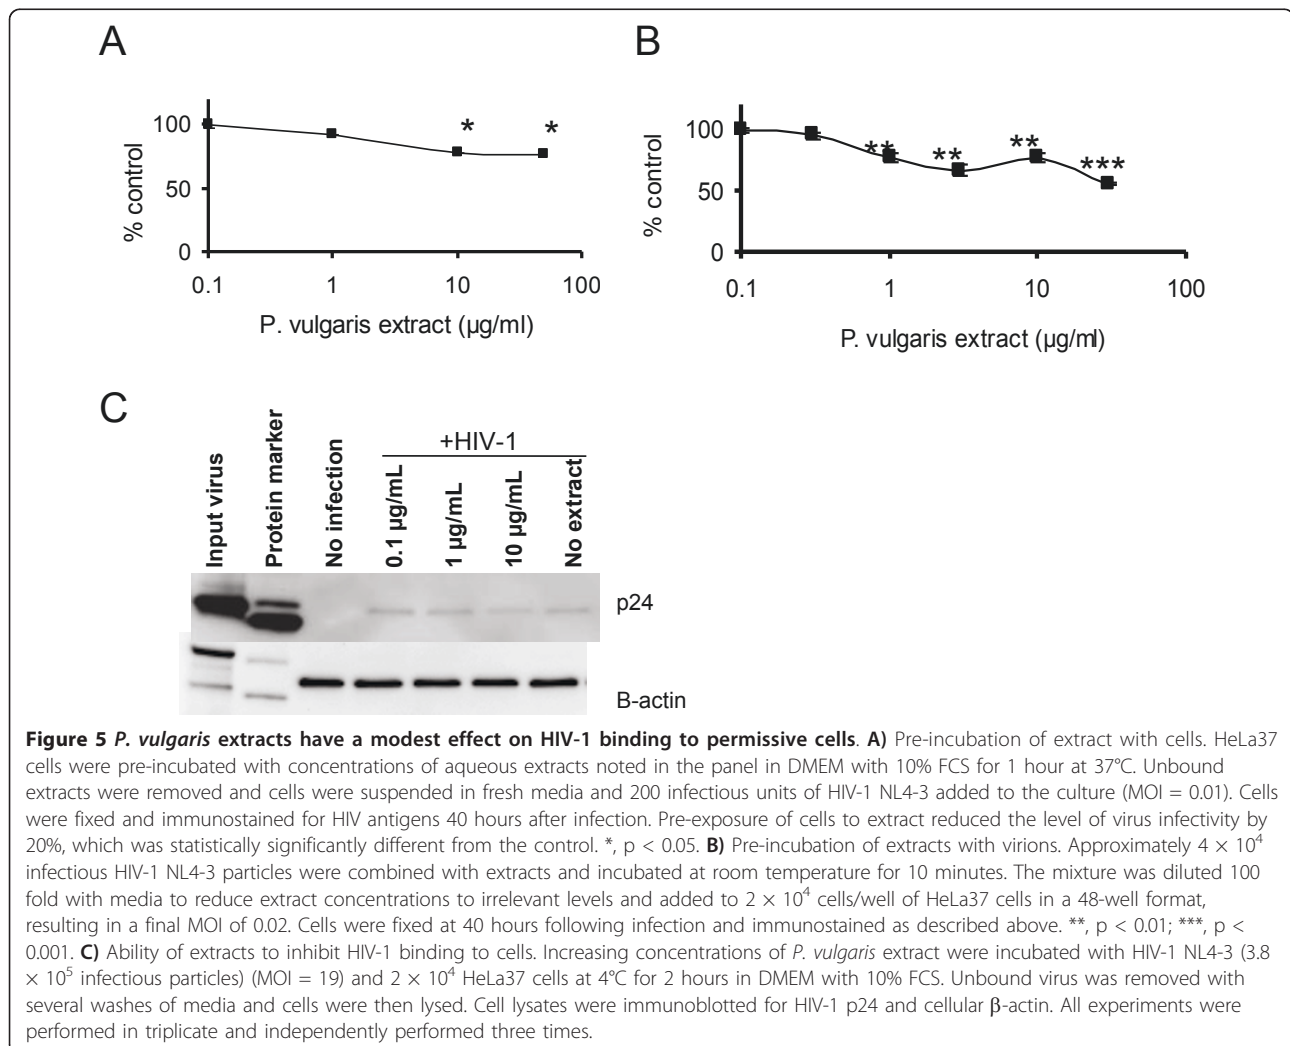 A
B
100
50
0
% control
*
*
0.1
1
10
100
P. vulgaris extract (µg/ml)
100
50
0
% control
**
**
**
***
0.1
1
10
100
P. vulgaris extract (µg/ml)
C
Input virus
Protein marker
No infection
+HIV-1
0.1 µg/mL
1 µg/mL
10 µg/mL
No extract
p24
B-actin
Figure 5 P. vulgaris extracts have a modest effect on HIV-1 binding to permissive cells. A) Pre-incubation of extract with cells. HeLa37
cells were pre-incubated with concentrations of aqueous extracts noted in the panel in DMEM with 10% FCS for 1 hour at 37°C. Unbound
extracts were removed and cells were suspended in fresh media and 200 infectious units of HIV-1 NL4-3 added to the culture (MOI = 0.01). Cells
were fixed and immunostained for HIV antigens 40 hours after infection. Pre-exposure of cells to extract reduced the level of virus infectivity by
20%, which was statistically significantly different from the control. *, p < 0.05. B) Pre-incubation of extracts with virions. Approximately 4 × 10⁴
infectious HIV-1 NL4-3 particles were combined with extracts and incubated at room temperature for 10 minutes. The mixture was diluted 100
fold with media to reduce extract concentrations to irrelevant levels and added to 2 × 10⁴ cells/well of HeLa37 cells in a 48-well format,
resulting in a final MOI of 0.02. Cells were fixed at 40 hours following infection and immunostained as described above. **, p < 0.01; ***, p <
0.001. C) Ability of extracts to inhibit HIV-1 binding to cells. Increasing concentrations of P. vulgaris extract were incubated with HIV-1 NL4-3 (3.8
× 10⁵ infectious particles) (MOI = 19) and 2 × 10⁴ HeLa37 cells at 4°C for 2 hours in DMEM with 10% FCS. Unbound virus was removed with
several washes of media and cells were then lysed. Cell lysates were immunoblotted for HIV-1 p24 and cellular β-actin. All experiments were
performed in triplicate and independently performed three times.